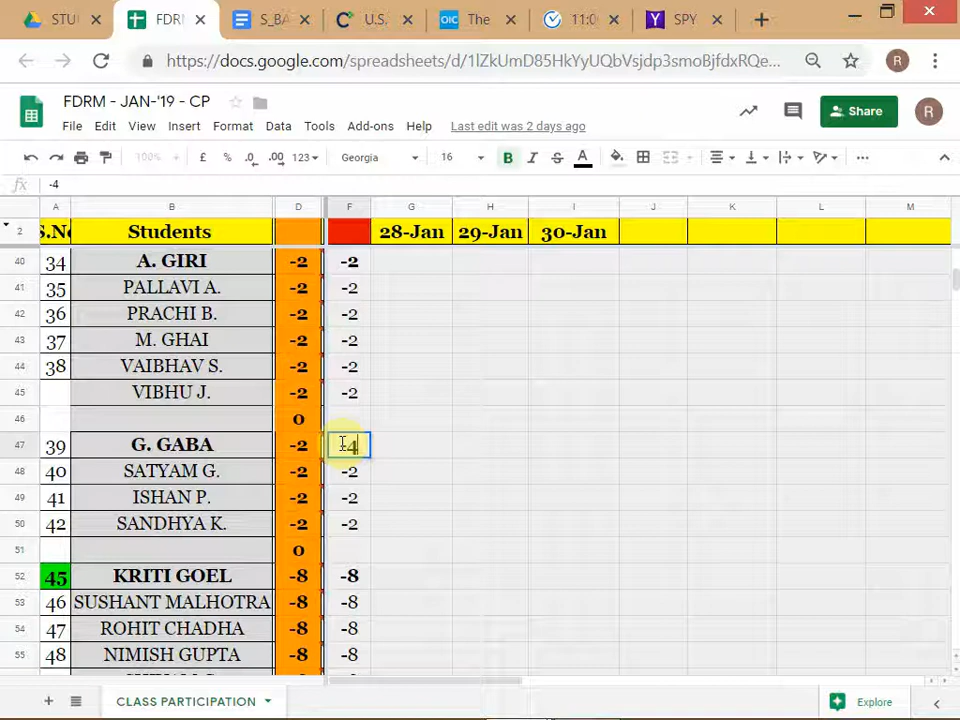 STU
FDRM
S_BA
U.S.
OIC The
11:0
SPY
https://docs.google.com/spreadsheets/d/1lZkUmD85HkYyUQbVsjdp3smoBjfdxRQe...
R
FDRM - JAN-'19 - CP
Share
R
File Edit View Insert Format Data Tools Add-ons Help Last edit was 2 days ago
100% £ % .0 .00 123 Georgia 16 B I S A
fx -4
A B D F G H I J K L M
2 S.No Students 28-Jan 29-Jan 30-Jan
40 34 A. GIRI -2 -2
41 35 PALLAVI A. -2 -2
42 36 PRACHI B. -2 -2
43 37 M. GHAI -2 -2
44 38 VAIBHAV S. -2 -2
45 VIBHU J. -2 -2
46 0
47 39 G. GABA -2 -4
48 40 SATYAM G. -2 -2
49 41 ISHAN P. -2 -2
50 42 SANDHYA K. -2 -2
51 0
52 45 KRITI GOEL -8 -8
53 46 SUSHANT MALHOTRA -8 -8
54 47 ROHIT CHADHA -8 -8
55 48 NIMISH GUPTA -8 -8
CLASS PARTICIPATION
Explore